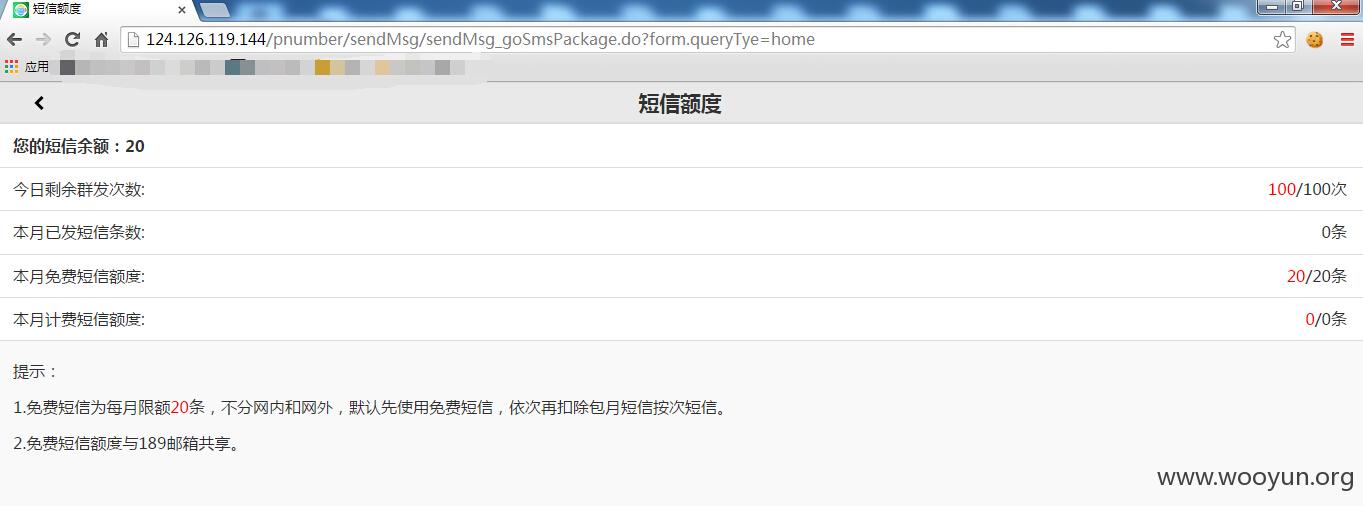 短信额度
124.126.119.144/pnumber/sendMsg/sendMsg_goSmsPackage.do?form.queryTye=home
应用
短信额度
您的短信余额：20
今日剩余群发次数: 100/100次
本月已发短信条数: 0条
本月免费短信额度: 20/20条
本月计费短信额度: 0/0条
提示：
1.免费短信为每月限额20条，不分网内和网外，默认先使用免费短信，依次再扣除包月短信按次短信。
2.免费短信额度与189邮箱共享。
www.wooyun.org